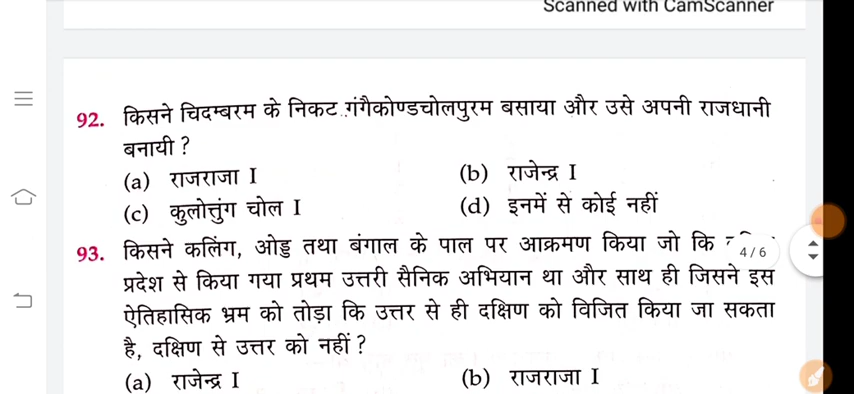 Scanned with CamScanner
92. किसने चिदम्बरम के निकट गंगैकोण्डचोलपुरम बसाया और उसे अपनी राजधानी
बनायी ?
(a) राजराजा I (b) राजेन्द्र I
(c) कुलोत्तुंग चोल I (d) इनमें से कोई नहीं
93. किसने कलिंग, ओड्ड तथा बंगाल के पाल पर आक्रमण किया जो कि
4/6
प्रदेश से किया गया प्रथम उत्तरी सैनिक अभियान था और साथ ही जिसने इस
ऐतिहासिक भ्रम को तोड़ा कि उत्तर से ही दक्षिण को विजित किया जा सकता
है, दक्षिण से उत्तर को नहीं ?
(a) राजेन्द्र I (b) राजराजा I